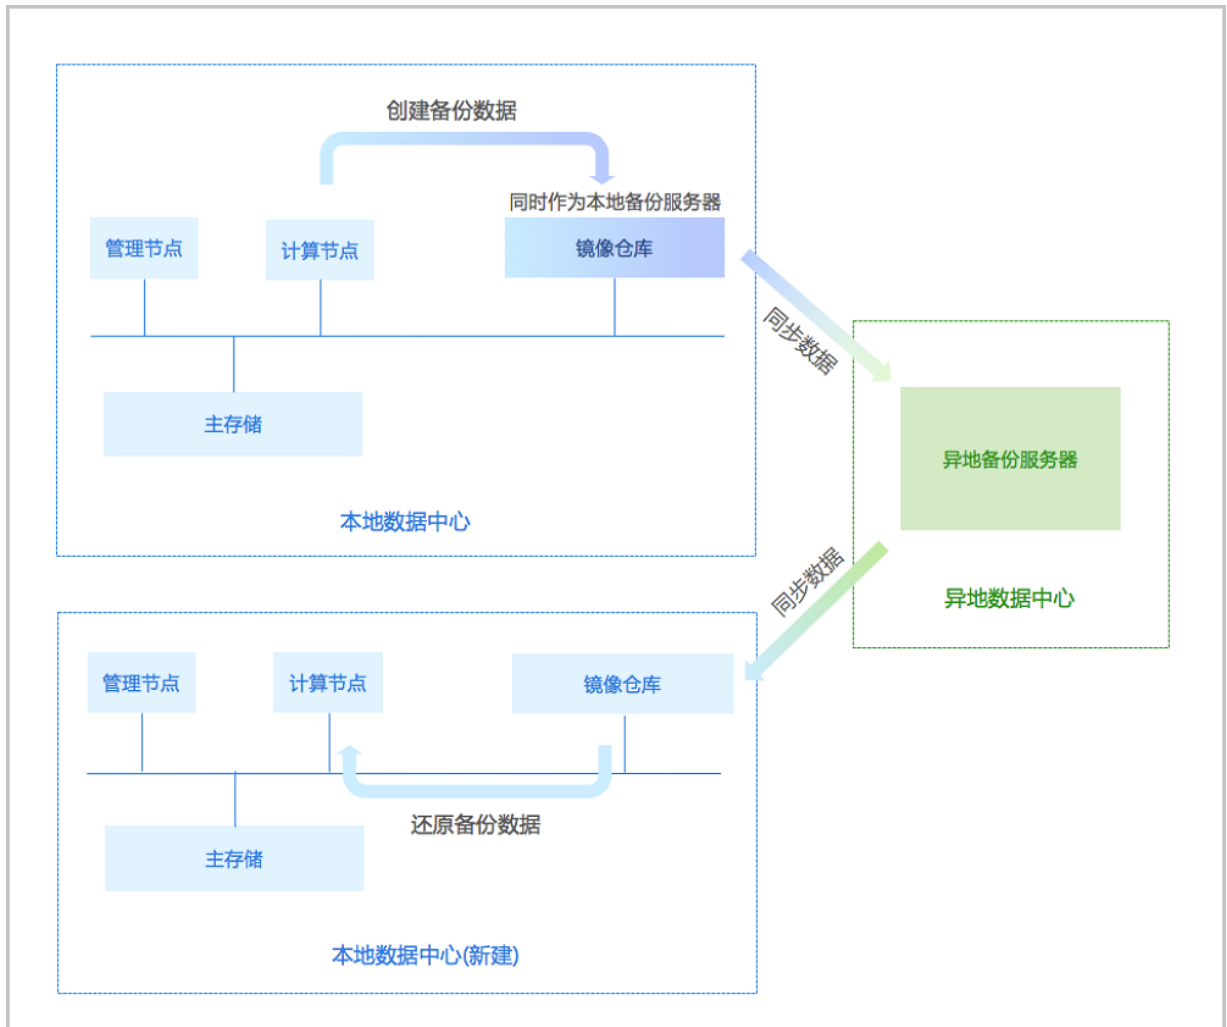 创建备份数据
同时作为本地备份服务器
管理节点
计算节点
镜像仓库
同步数据
主存储
异地备份服务器
本地数据中心
同步数据
异地数据中心
管理节点
计算节点
镜像仓库
还原备份数据
主存储
本地数据中心(新建)